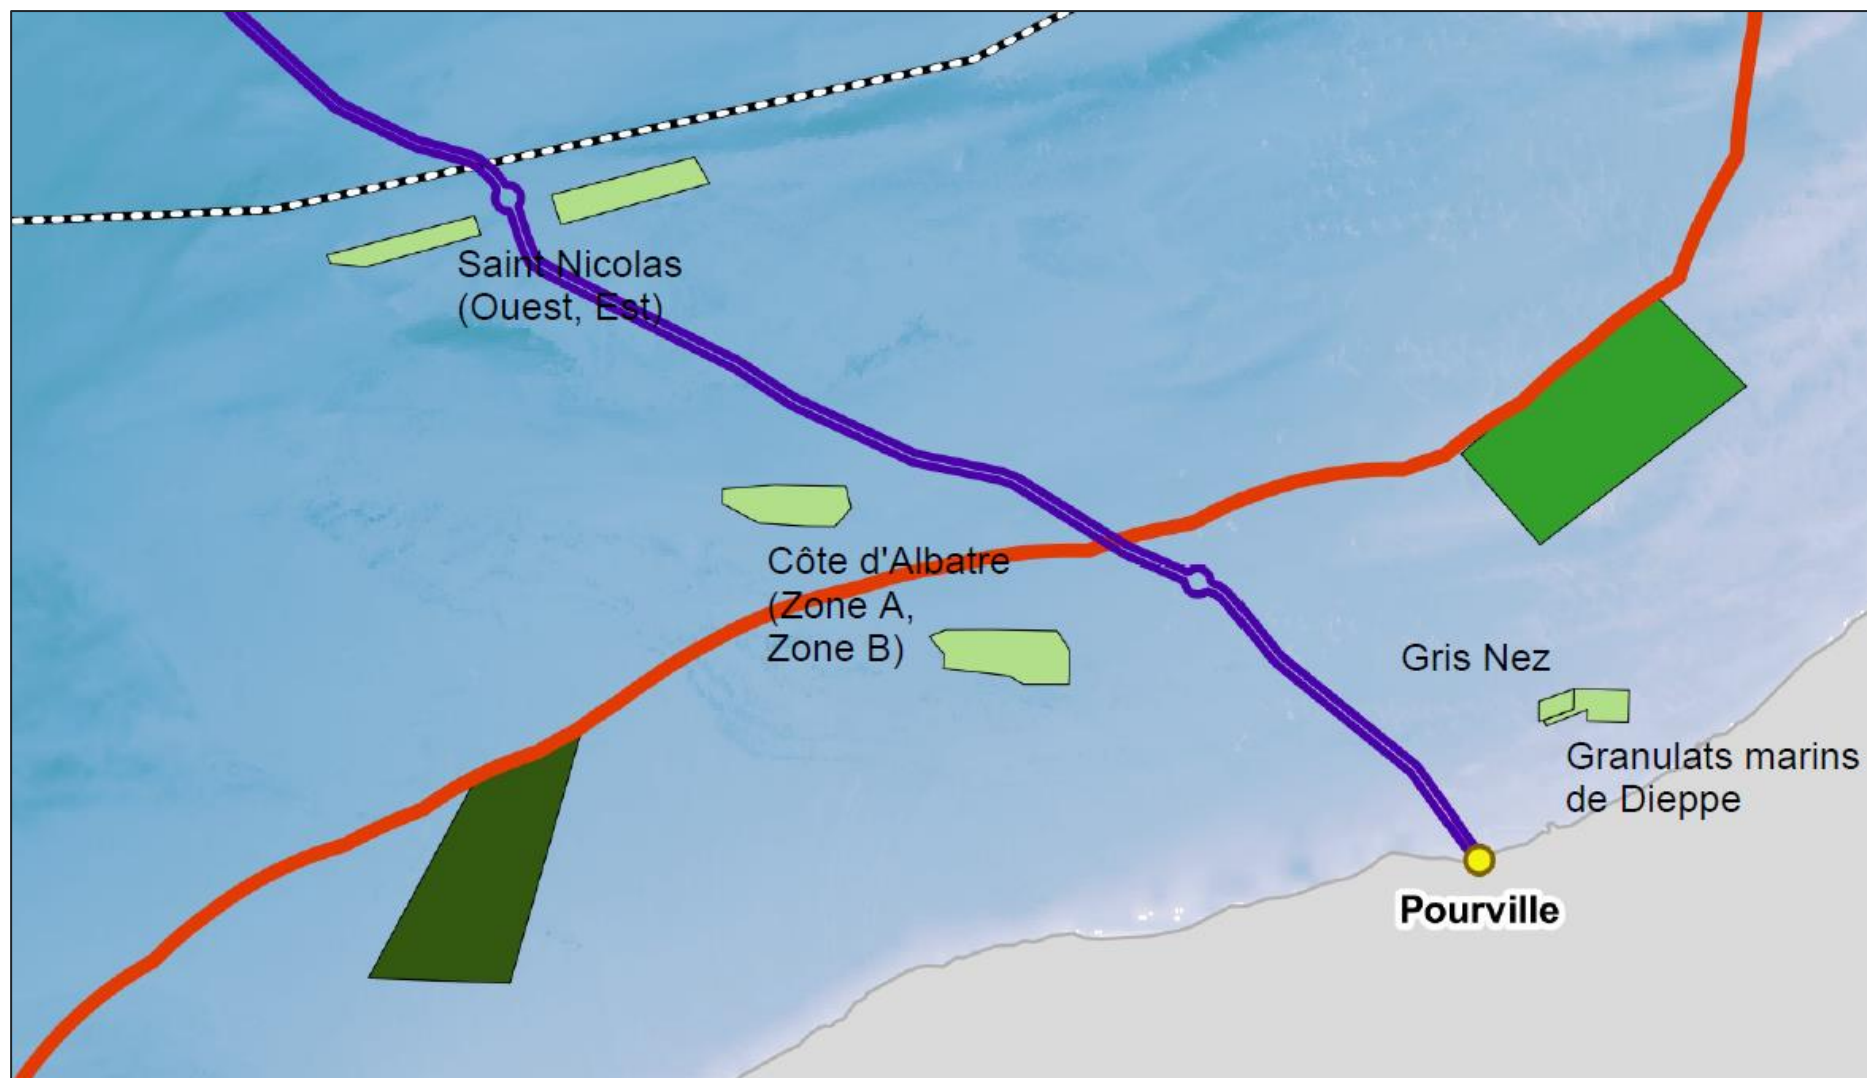 Saint Nicolas
(Ouest, Est)
Côte d'Albatre
(Zone A,
Zone B)
Gris Nez
Granulats marins
de Dieppe
Pourville